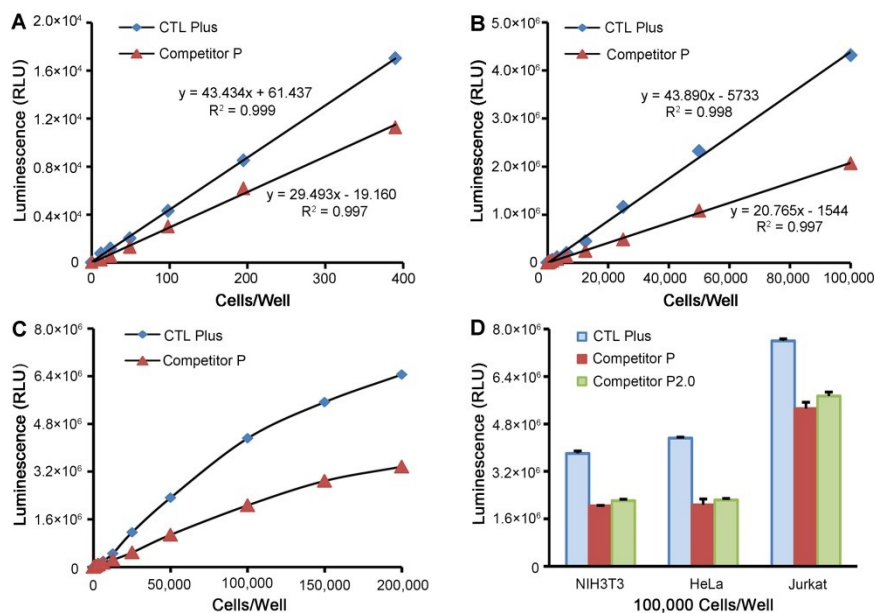 A
Luminescence (RLU)
2.0×10⁴
1.6×10⁴
1.2×10⁴
0.8×10⁴
0.4×10⁴
0
CTL Plus
Competitor P
y = 43.434x + 61.437
R² = 0.999
y = 29.493x - 19.160
R² = 0.997
0 100 200 300 400
Cells/Well
B
Luminescence (RLU)
5.0×10⁶
4.0×10⁶
3.0×10⁶
2.0×10⁶
1.0×10⁶
0
CTL Plus
Competitor P
y = 43.890x - 5733
R² = 0.998
y = 20.765x - 1544
R² = 0.997
0 20,000 40,000 60,000 80,000 100,000
Cells/Well
C
Luminescence (RLU)
8.0×10⁶
6.4×10⁶
4.8×10⁶
3.2×10⁶
1.6×10⁶
0
CTL Plus
Competitor P
0 50,000 100,000 150,000 200,000
Cells/Well
D
Luminescence (RLU)
8.0×10⁶
6.4×10⁶
4.8×10⁶
3.2×10⁶
1.6×10⁶
0
CTL Plus
Competitor P
Competitor P2.0
NIH3T3 HeLa Jurkat
100,000 Cells/Well